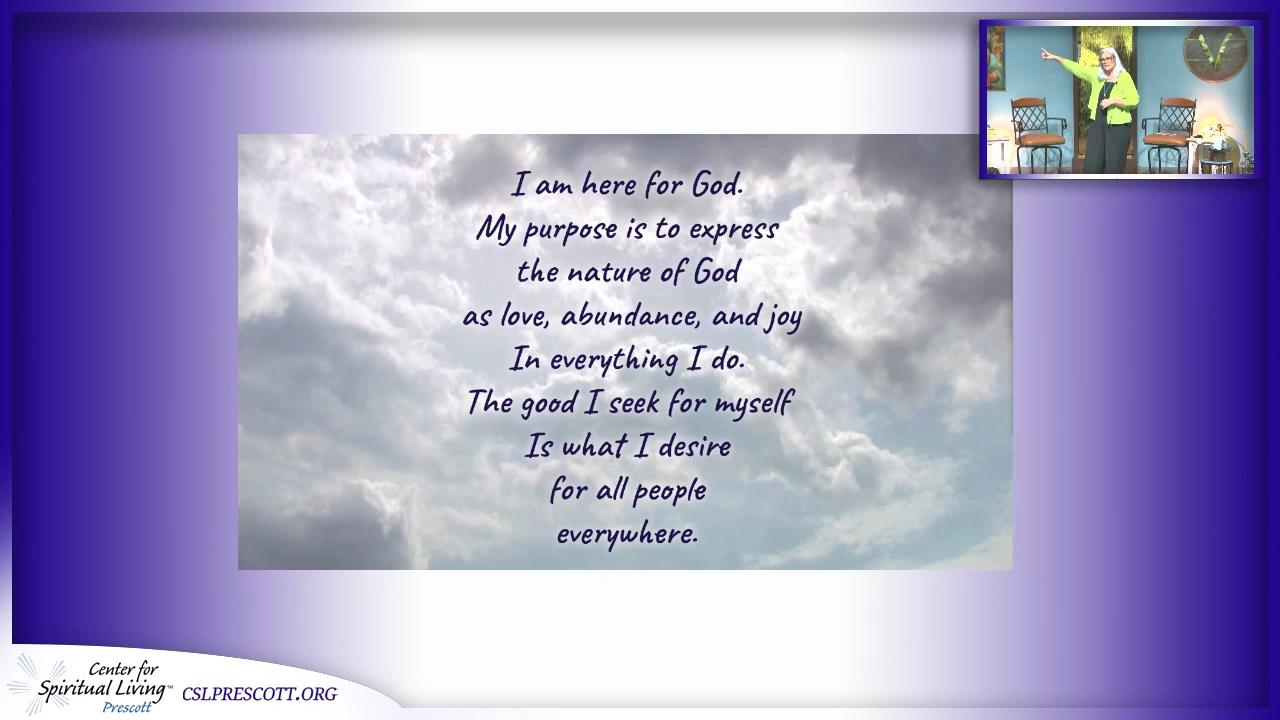 I am here for God.
My purpose is to express
the nature of God
as love, abundance, and joy
In everything I do.
The good I seek for myself
Is what I desire
for all people
everywhere.
Center for
Spiritual Living™
Prescott
CSLPRESCOTT.ORG